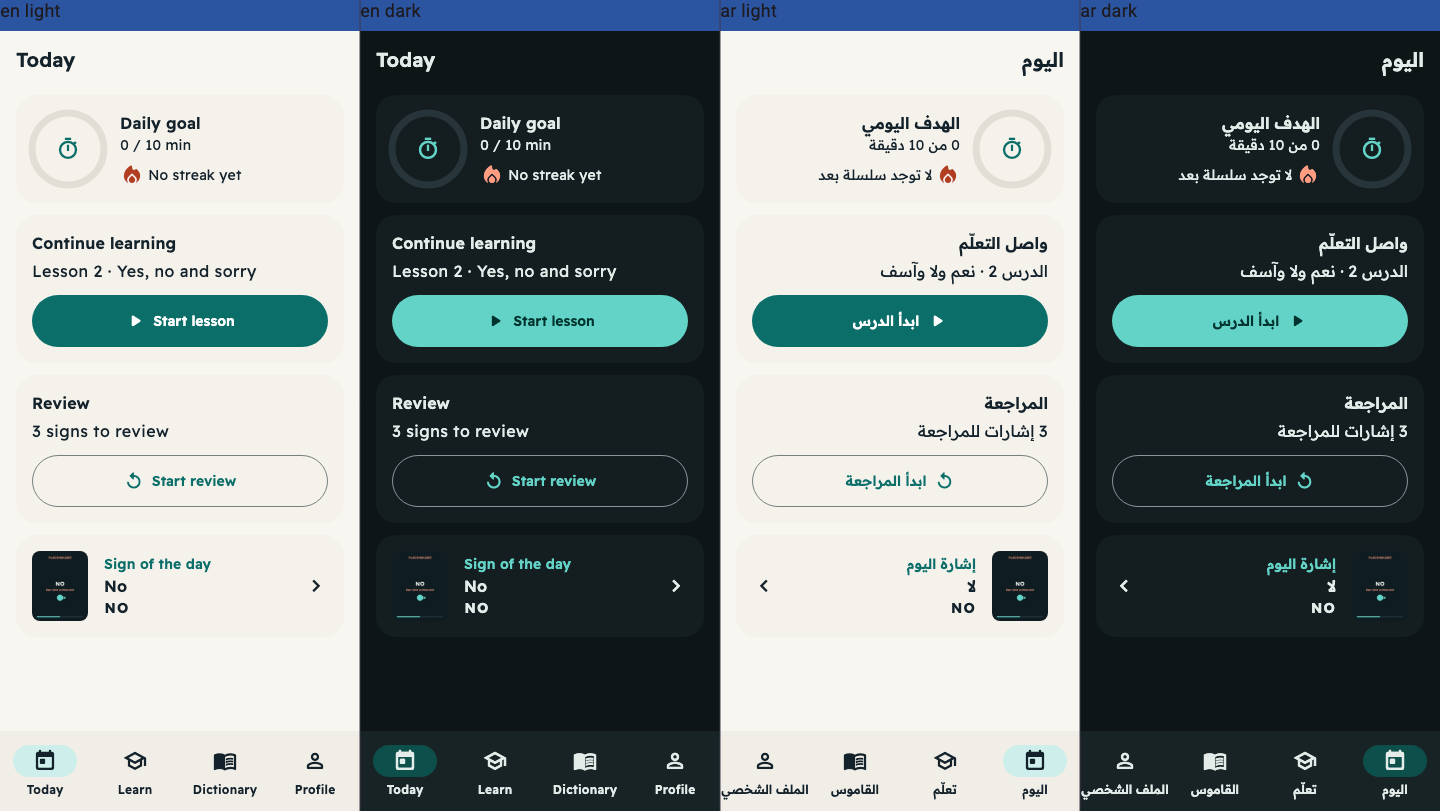 en light
Today
Daily goal
0 / 10 min
No streak yet
Continue learning
Lesson 2 · Yes, no and sorry
Start lesson
Review
3 signs to review
Start review
NO
Sign of the day
No
NO
Today
Learn
Dictionary
Profile
en dark
Today
Daily goal
0 / 10 min
No streak yet
Continue learning
Lesson 2 · Yes, no and sorry
Start lesson
Review
3 signs to review
Start review
NO
Sign of the day
No
NO
Today
Learn
Dictionary
Profile
ar light
اليوم
الهدف اليومي
0 من 10 دقيقة
لا توجد سلسلة بعد
واصل التعلّم
الدرس 2 · نعم ولا وآسف
ابدأ الدرس
المراجعة
3 إشارات للمراجعة
ابدأ المراجعة
NO
إشارة اليوم
لا
NO
اليوم
تعلّم
القاموس
الملف الشخصي
ar dark
اليوم
الهدف اليومي
0 من 10 دقيقة
لا توجد سلسلة بعد
واصل التعلّم
الدرس 2 · نعم ولا وآسف
ابدأ الدرس
المراجعة
3 إشارات للمراجعة
ابدأ المراجعة
NO
إشارة اليوم
لا
NO
اليوم
تعلّم
القاموس
الملف الشخصي